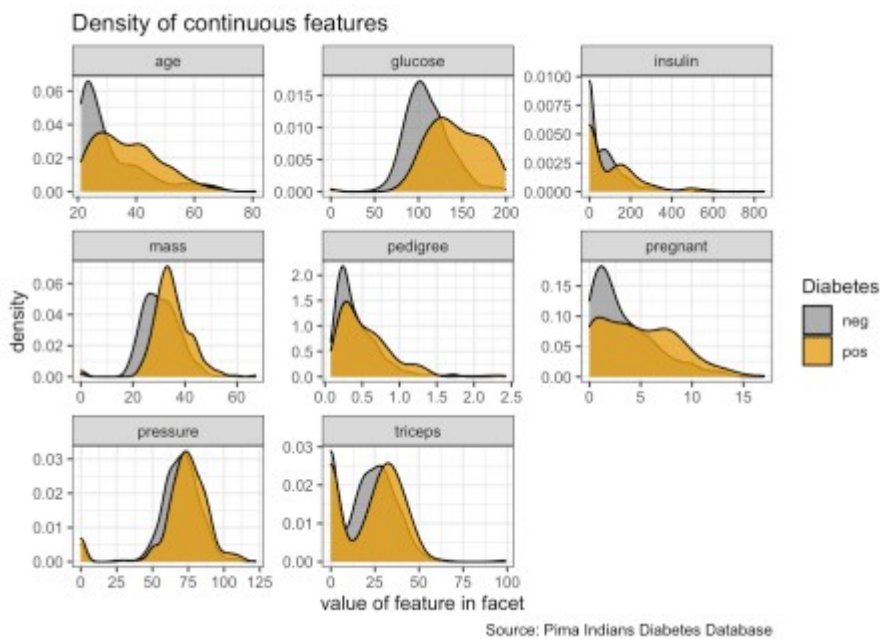 Density of continuous features
age glucose insulin
0.06 0.04 0.02 0.00
20 40 60 80
0.015 0.010 0.005 0.000
0 50 100 150 200
0.0100 0.0075 0.0050 0.0025 0.0000
0 200 400 600 800
mass pedigree pregnant
density
0.06 0.04 0.02 0.00
0 20 40 60
2.0 1.5 1.0 0.5 0.0
0.0 0.5 1.0 1.5 2.0 2.5
0.15 0.10 0.05 0.00
0 5 10 15
Diabetes
neg
pos
pressure triceps
0.03 0.02 0.01 0.00
0 25 50 75 100 125
0.03 0.02 0.01 0.00
0 25 50 75 100
value of feature in facet
Source: Pima Indians Diabetes Database